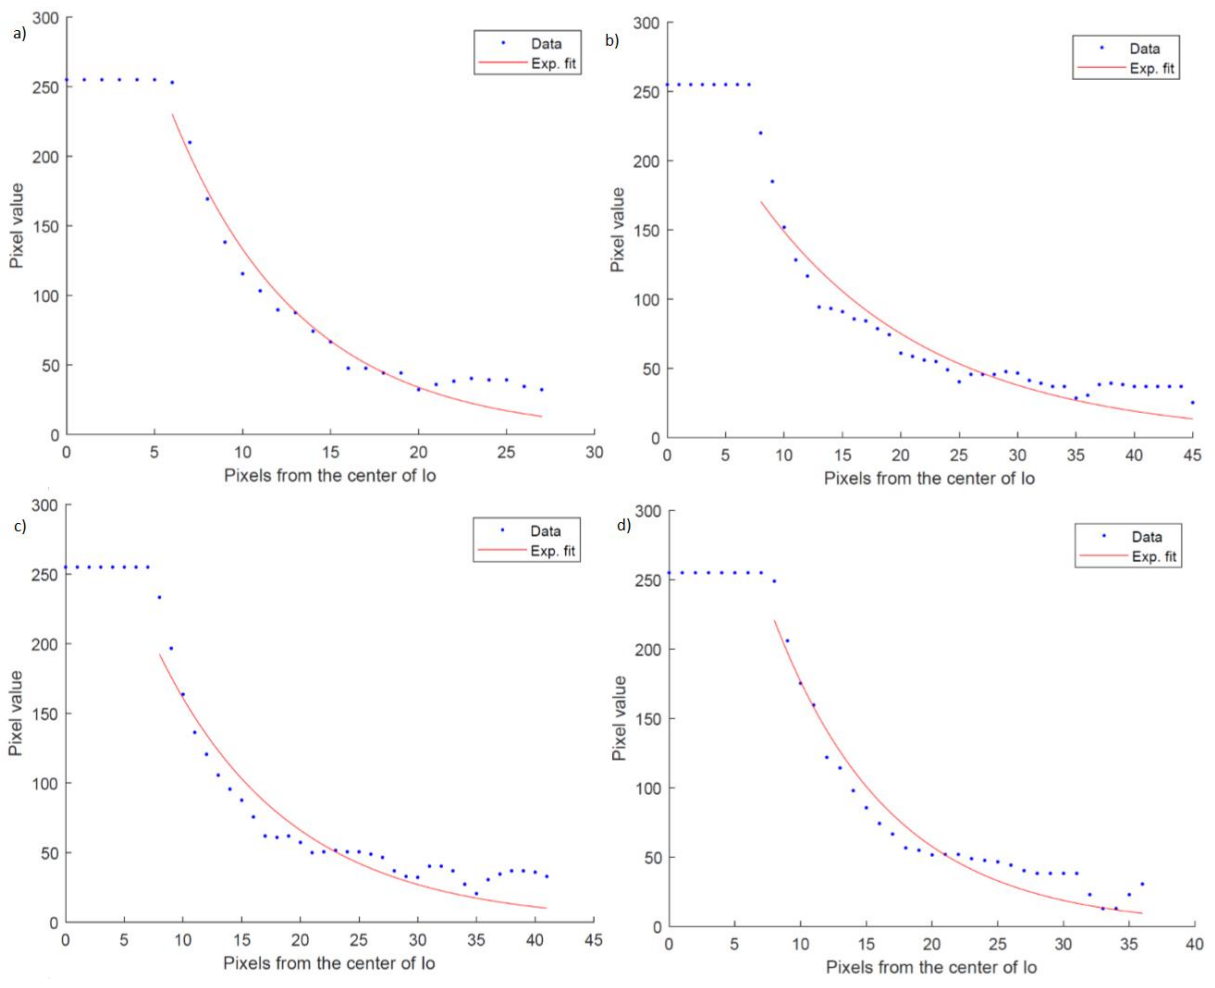 a)
300
250
200
150
100
50
0
Pixel value
Data
Exp. fit
0 5 10 15 20 25 30
Pixels from the center of Io
b)
300
250
200
150
100
50
0
Pixel value
Data
Exp. fit
0 5 10 15 20 25 30 35 40 45
Pixels from the center of Io
c)
300
250
200
150
100
50
0
Pixel value
Data
Exp. fit
0 5 10 15 20 25 30 35 40 45
Pixels from the center of Io
d)
300
250
200
150
100
50
0
Pixel value
Data
Exp. fit
0 5 10 15 20 25 30 35 40
Pixels from the center of Io